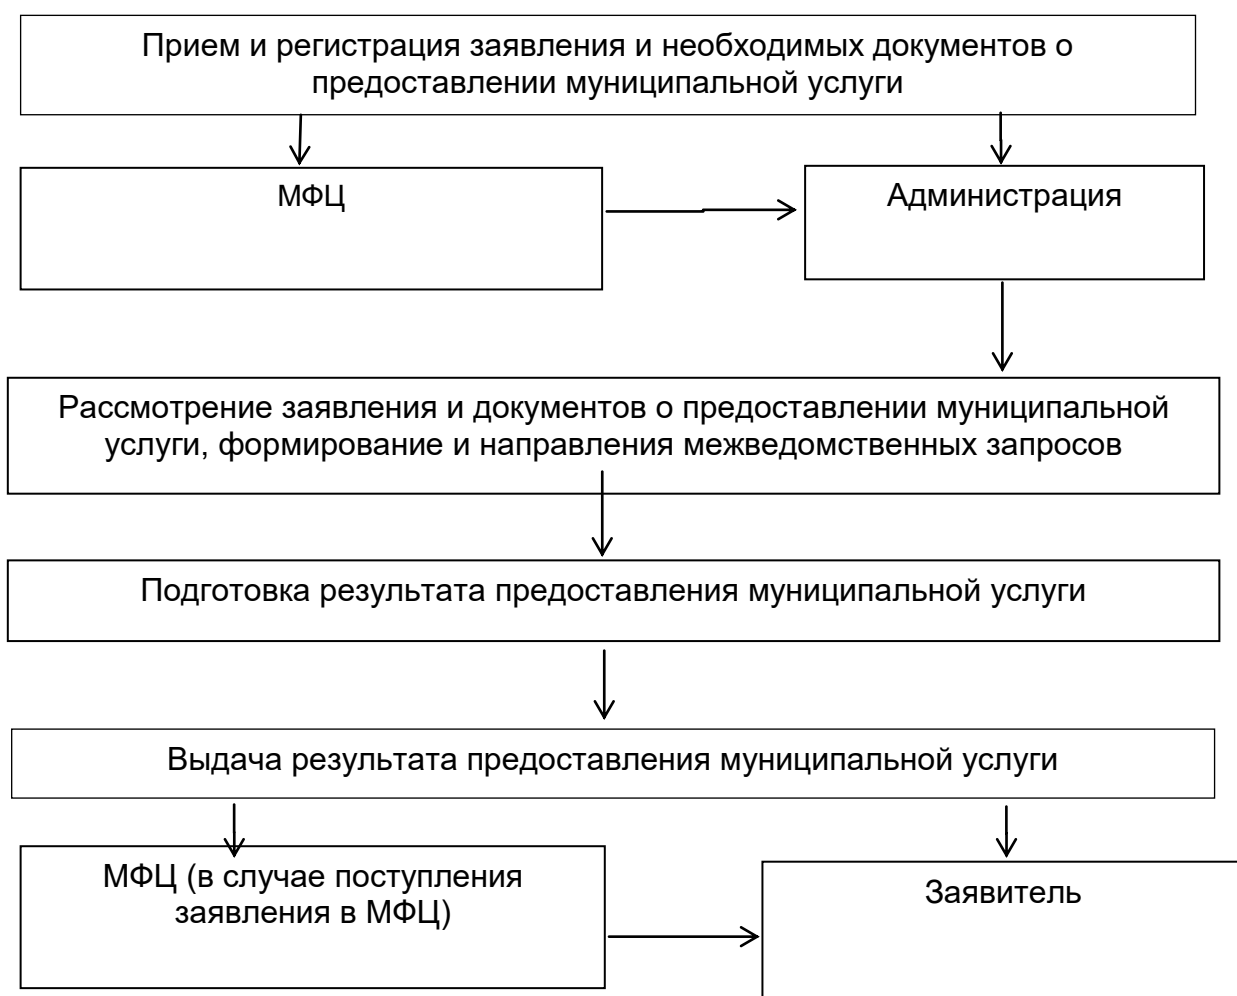 Прием и регистрация заявления и необходимых документов о
предоставлении муниципальной услуги
МФЦ
Администрация
Рассмотрение заявления и документов о предоставлении муниципальной
услуги, формирование и направления межведомственных запросов
Подготовка результата предоставления муниципальной услуги
Выдача результата предоставления муниципальной услуги
МФЦ (в случае поступления
заявления в МФЦ)
Заявитель